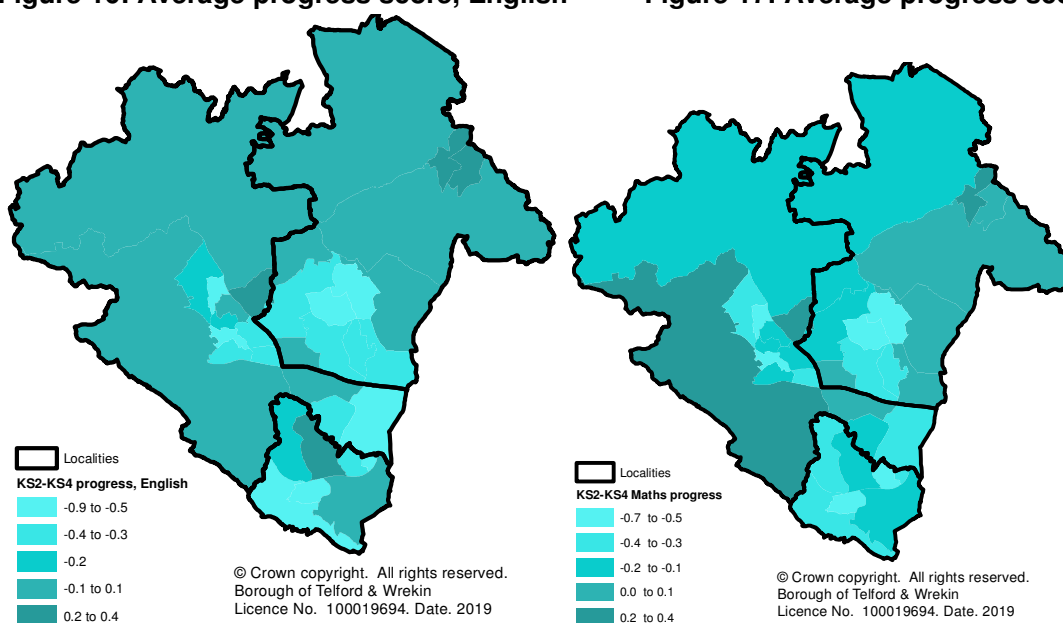 Figure 16: Average progress score, English
Figure 17: Average progress sco
Localities
KS2-KS4 progress, English
-0.9 to -0.5
-0.4 to -0.3
-0.2
-0.1 to 0.1
0.2 to 0.4
© Crown copyright. All rights reserved.
Borough of Telford & Wrekin
Licence No. 100019694. Date. 2019
Localities
KS2-KS4 Maths progress
-0.7 to -0.5
-0.4 to -0.3
-0.2 to -0.1
0.0 to 0.1
0.2 to 0.4
© Crown copyright. All rights reserved.
Borough of Telford & Wrekin
Licence No. 100019694. Date. 2019